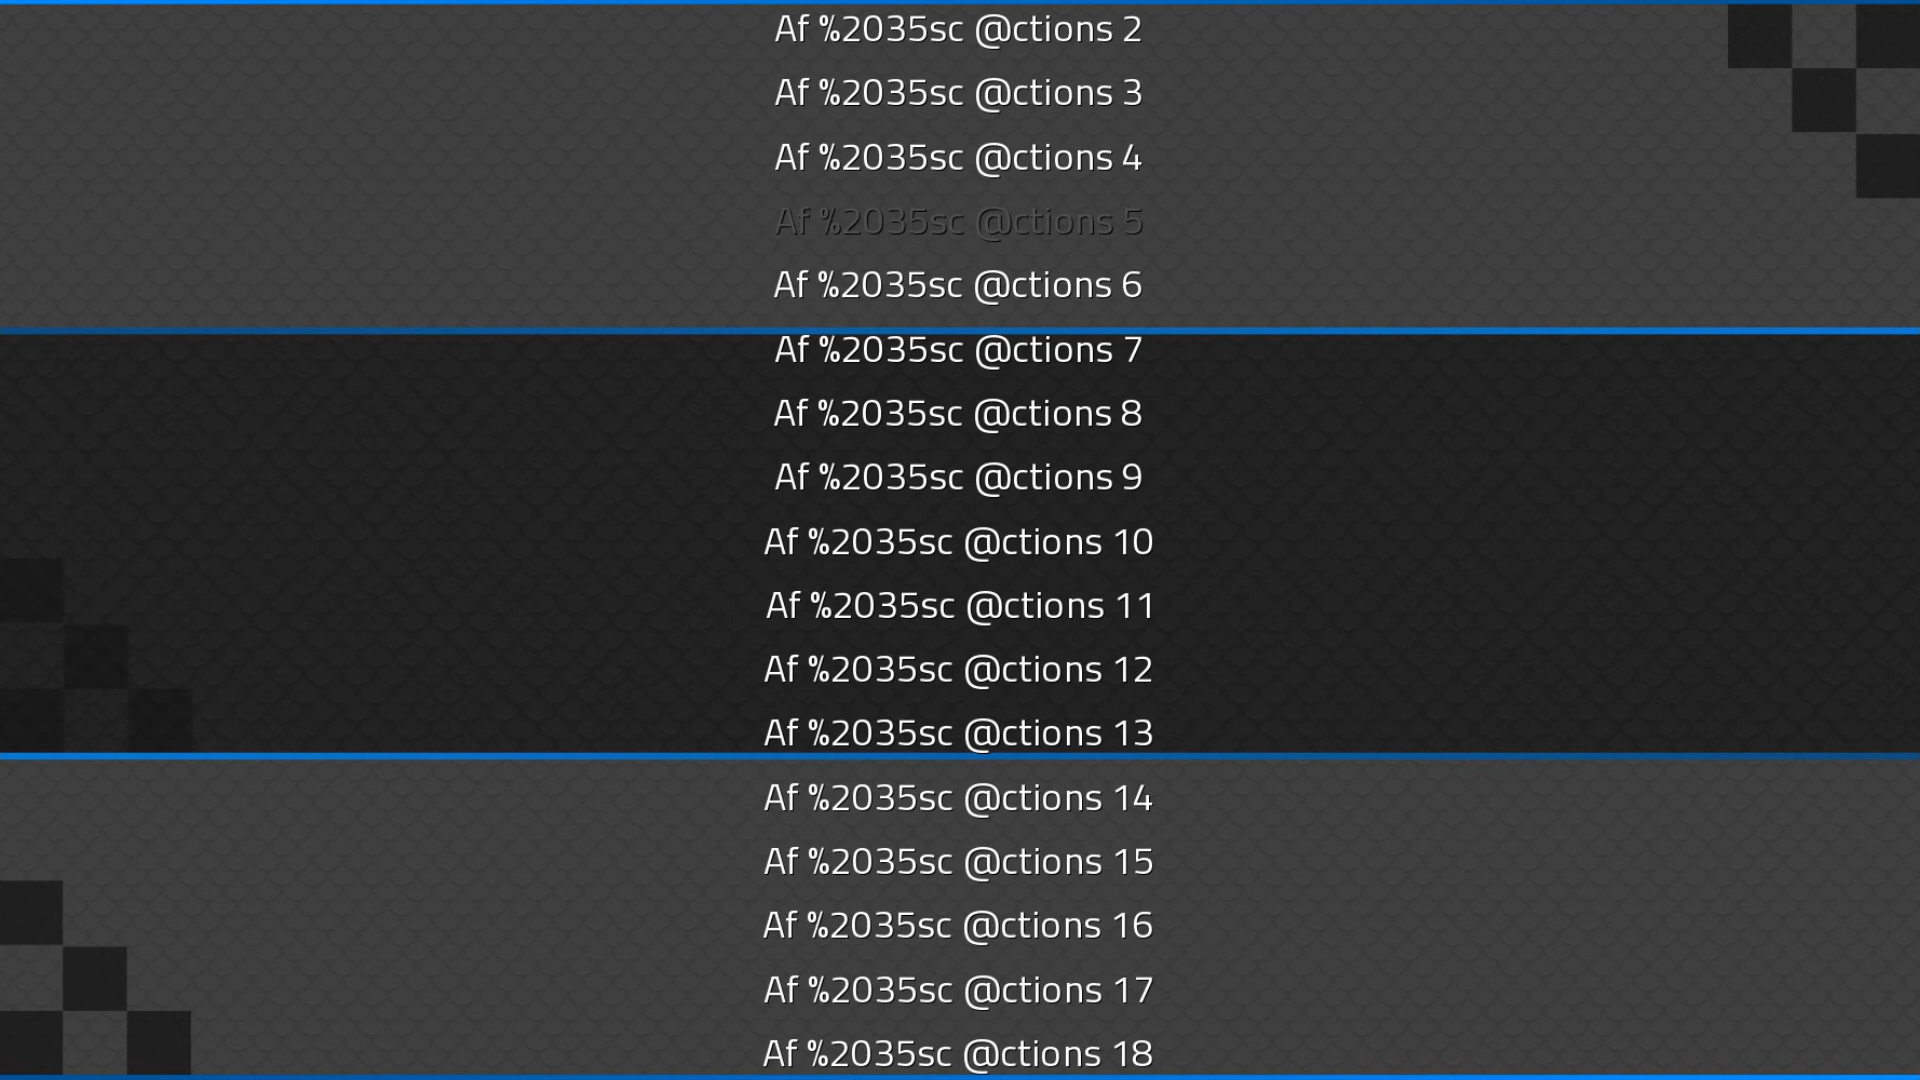 Af %2035sc @ctions 2
Af %2035sc @ctions 3
Af %2035sc @ctions 4
Af %2035sc @ctions 5
Af %2035sc @ctions 6
Af %2035sc @ctions 7
Af %2035sc @ctions 8
Af %2035sc @ctions 9
Af %2035sc @ctions 10
Af %2035sc @ctions 11
Af %2035sc @ctions 12
Af %2035sc @ctions 13
Af %2035sc @ctions 14
Af %2035sc @ctions 15
Af %2035sc @ctions 16
Af %2035sc @ctions 17
Af %2035sc @ctions 18